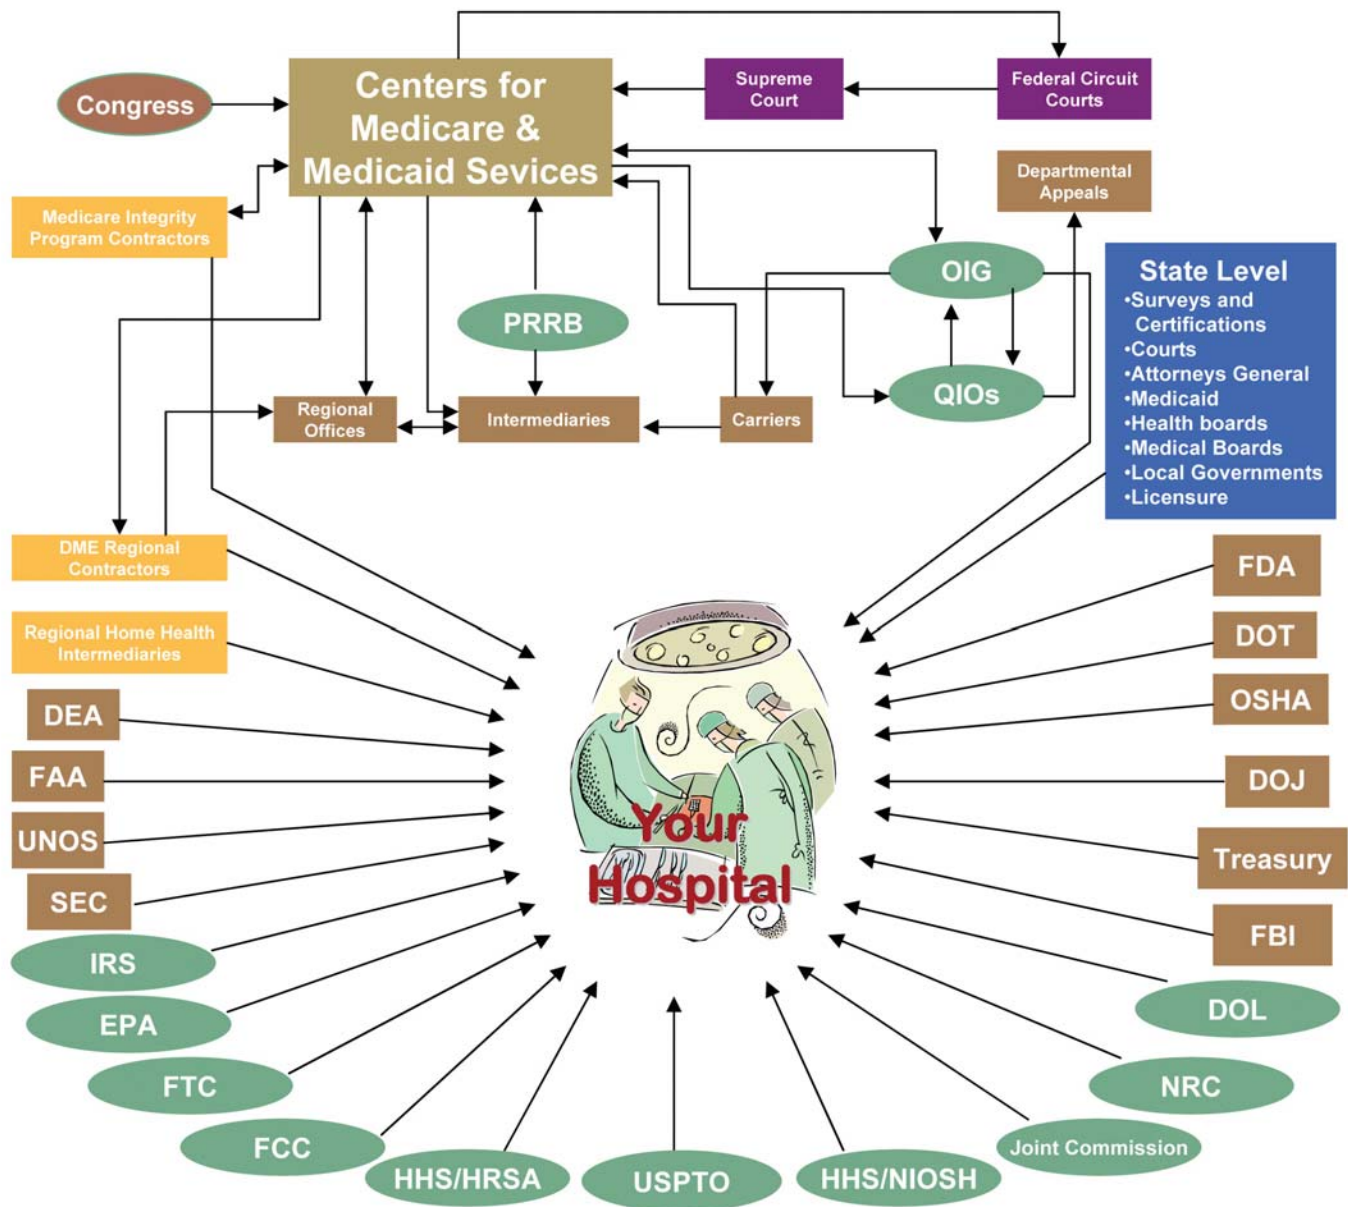 Congress
Centers for
Medicare &
Medicaid Sevices
Supreme
Court
Federal Circuit
Courts
Departmental
Appeals
Medicare Integrity
Program Contractors
OIG
State Level
•Surveys and
Certifications
•Courts
•Attorneys General
•Medicaid
•Health boards
•Medical Boards
•Local Governments
•Licensure
PRRB
QIOs
Regional
Offices
Intermediaries
Carriers
DME Regional
Contractors
Regional Home Health
Intermediaries
DEA
FAA
UNOS
SEC
IRS
EPA
FTC
FCC
HHS/HRSA
USPTO
HHS/NIOSH
Joint Commission
NRC
DOL
FBI
Treasury
DOJ
OSHA
DOT
FDA
Your
Hospital